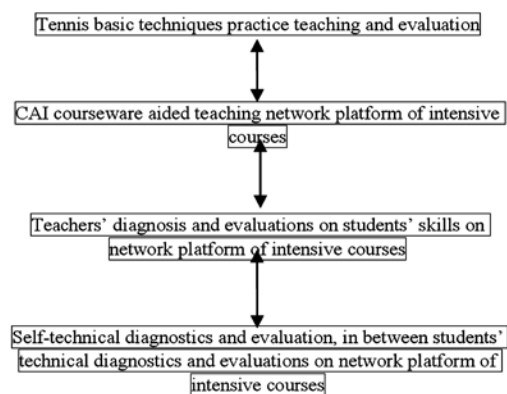 Tennis basic techniques practice teaching and evaluation
CAI courseware aided teaching network platform of intensive
courses
Teachers’ diagnosis and evaluations on students’ skills on
network platform of intensive courses
Self-technical diagnostics and evaluation, in between students’
technical diagnostics and evaluations on network platform of
intensive courses